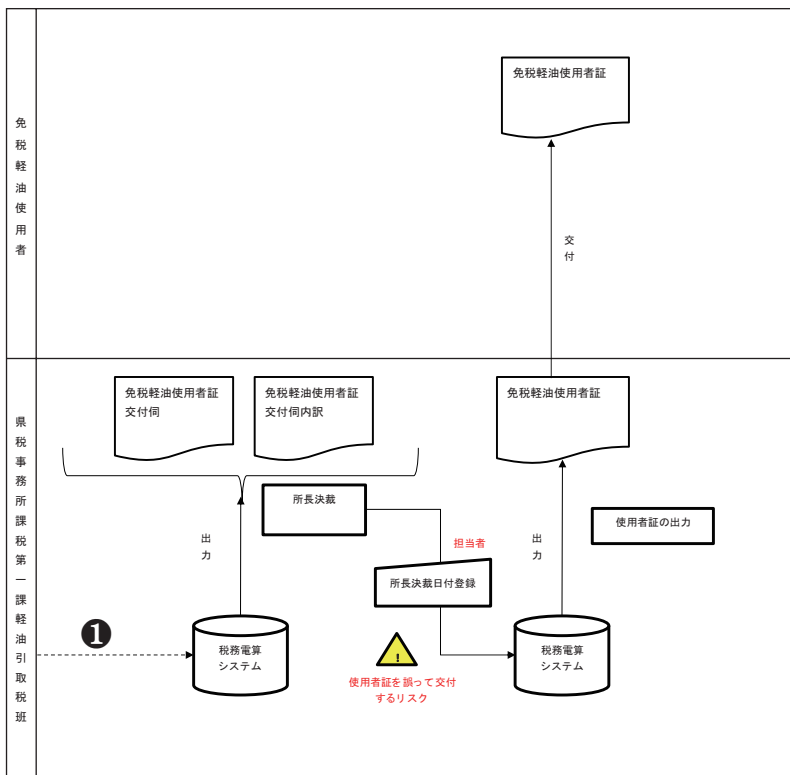 免税軽油使用者
免税軽油使用者証
交付
県税事務所課税第一課軽油引取税班
免税軽油使用者証
交付伺
免税軽油使用者証
交付伺内訳
免税軽油使用者証
所長決裁
出力
担当者
出力
使用者証の出力
所長決裁日付登録
1
税務電算
システム
!
税務電算
システム
使用者証を誤って交付
するリスク